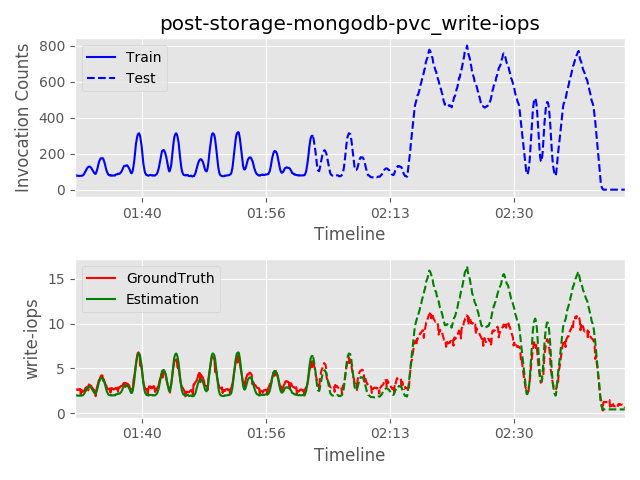 post-storage-mongodb-pvc_write-iops
Invocation Counts
800
600
400
200
0
Train
Test
01:40
01:56
02:13
02:30
Timeline
write-iops
15
10
5
0
GroundTruth
Estimation
01:40
01:56
02:13
02:30
Timeline